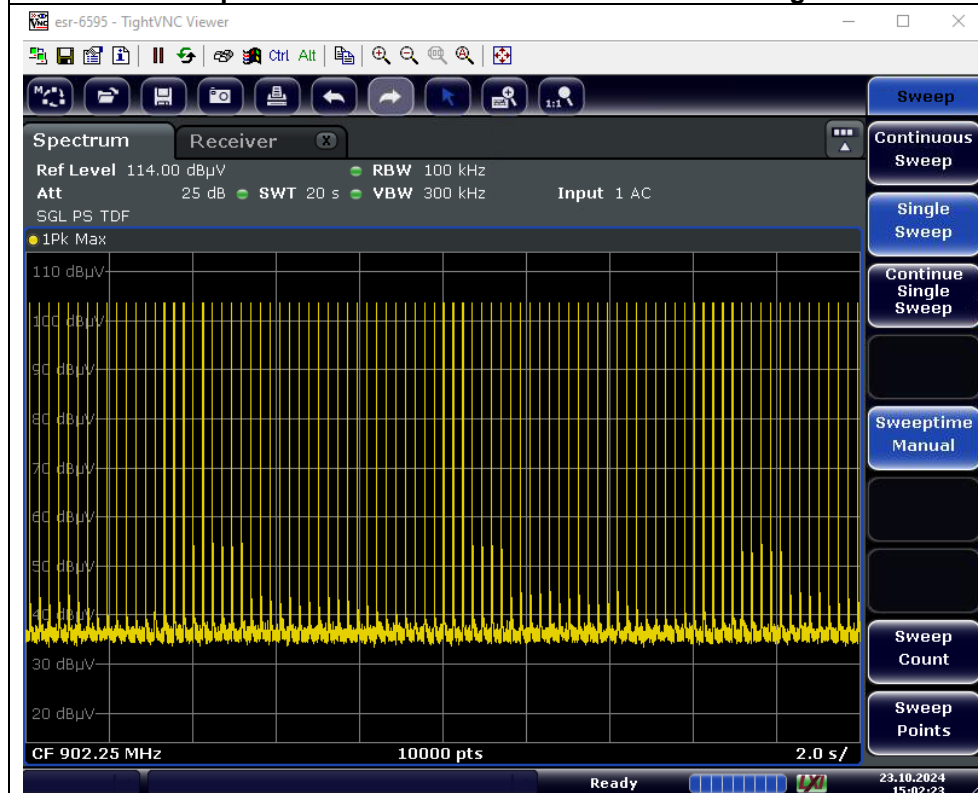 esr-6595 - TightVNC Viewer
Ctrl Alt
1:1
Sweep
Spectrum
Receiver
Ref Level 114.00 dBµV
RBW 100 kHz
Att 25 dB SWT 20 s VBW 300 kHz Input 1 AC
SGL PS TDF
1Pk Max
110 dBµV
100 dBµV
90 dBµV
80 dBµV
70 dBµV
60 dBµV
50 dBµV
40 dBµV
30 dBµV
20 dBµV
CF 902.25 MHz
10000 pts
2.0 s/
Ready
LXI
23.10.2024
15:02:23
Continuous
Sweep
Single
Sweep
Continue
Single
Sweep
Sweeptime
Manual
Sweep
Count
Sweep
Points